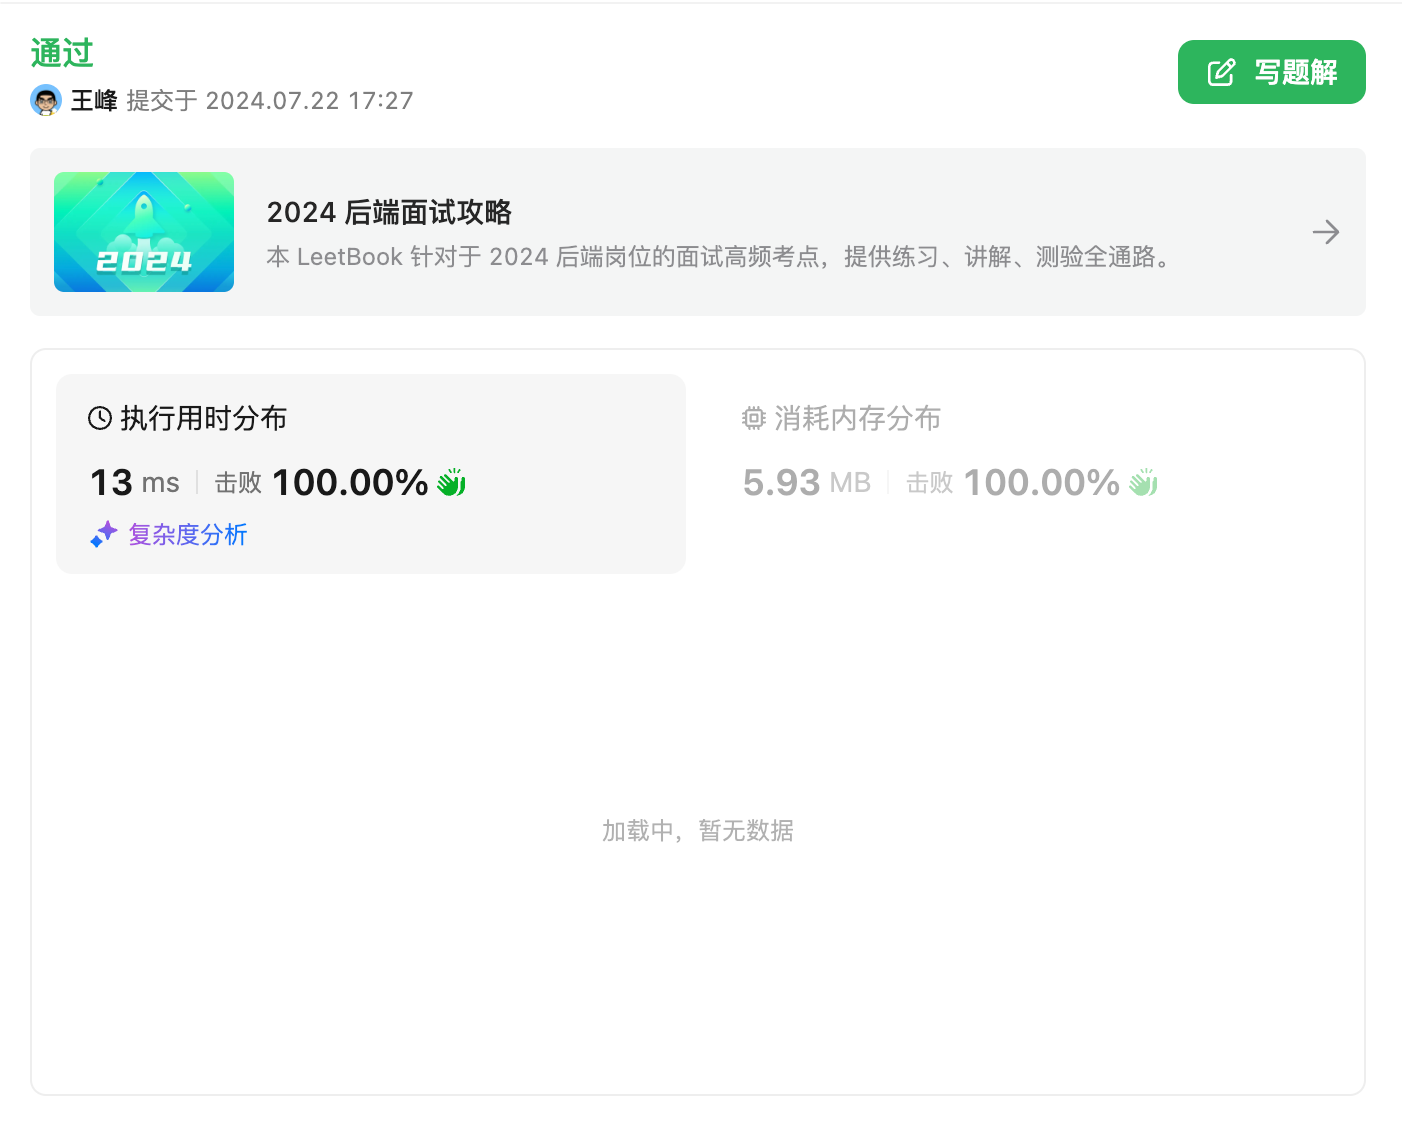 通过
写题解
王峰 提交于 2024.07.22 17:27
2024
2024 后端面试攻略
本 LeetBook 针对于 2024 后端岗位的面试高频考点，提供练习、讲解、测验全通路。
执行用时分布
13 ms 击败 100.00%
复杂度分析
消耗内存分布
5.93 MB 击败 100.00%
加载中，暂无数据